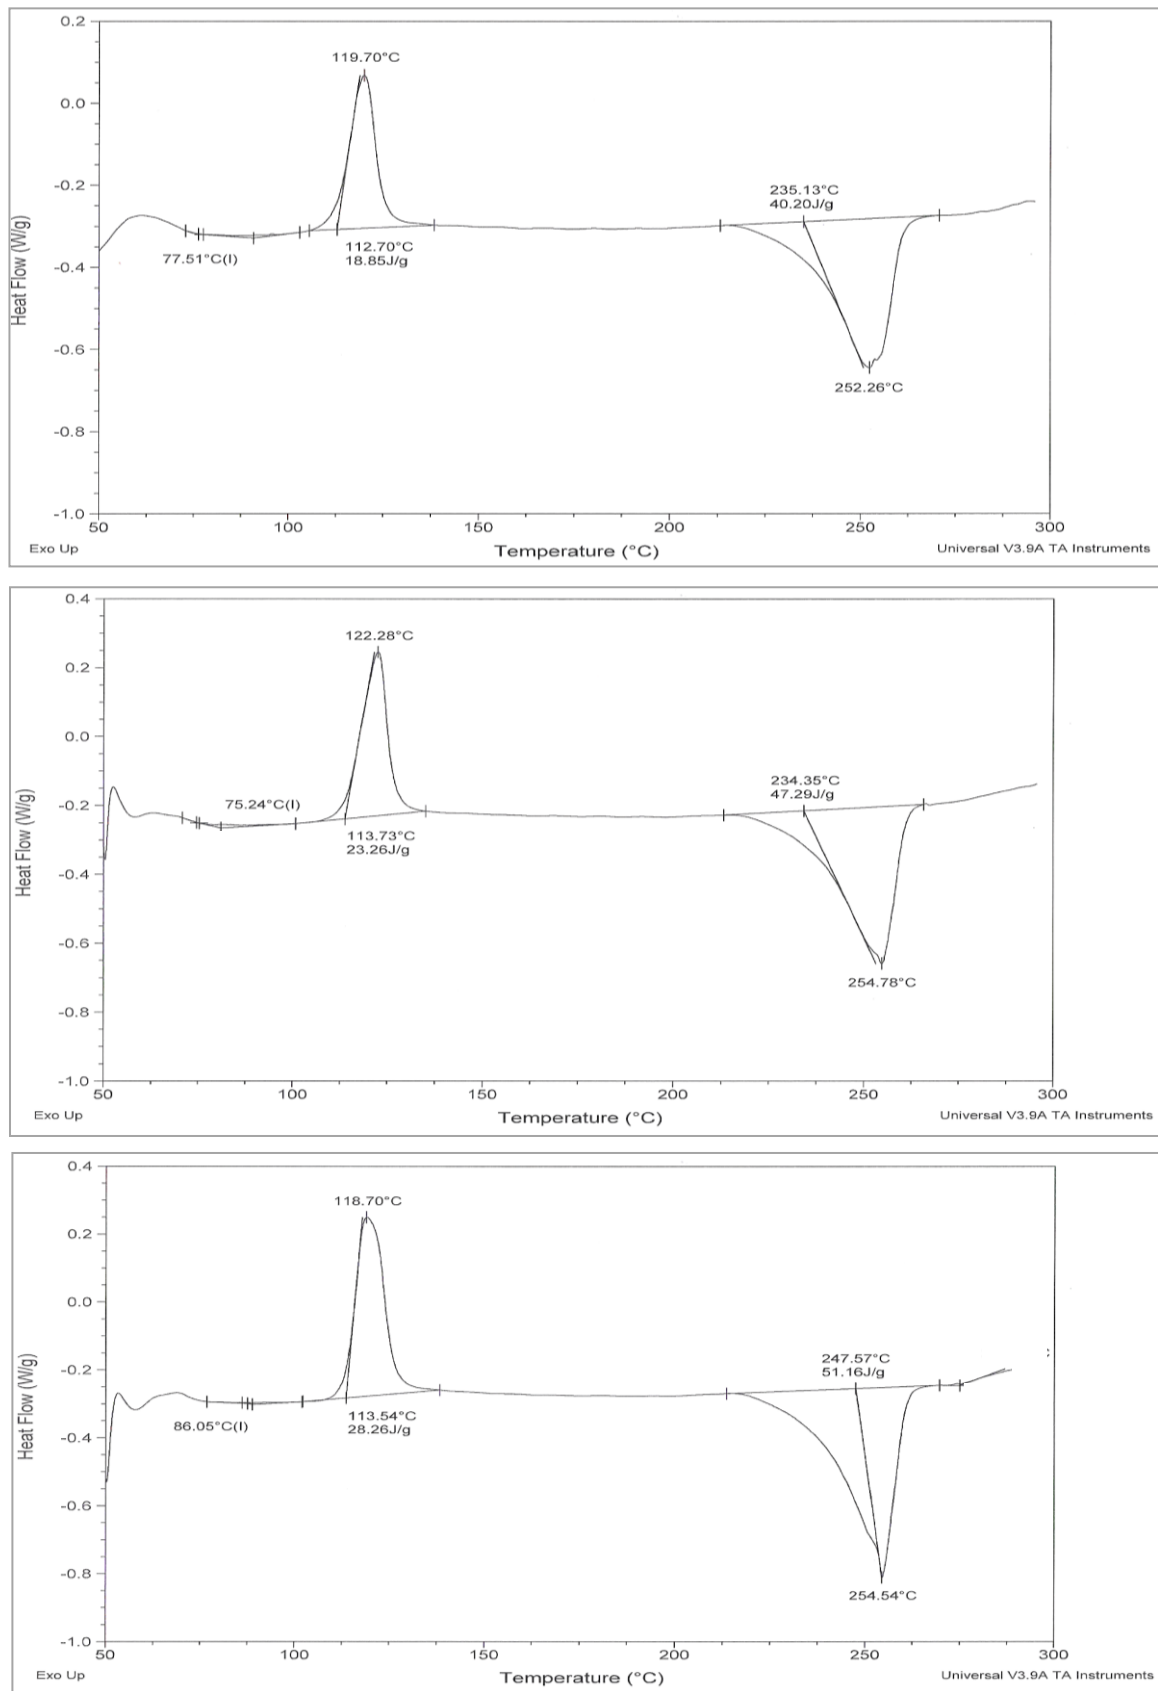 0.2
119.70°C
0.0
-0.2
235.13°C
40.20J/g
77.51°C(I)
112.70°C
18.85J/g
-0.4
Heat Flow (W/g)
-0.6
252.26°C
-0.8
-1.0
50
100
150
200
250
300
Exo Up
Temperature (°C)
Universal V3.9A TA Instruments
0.4
122.28°C
0.2
0.0
-0.2
75.24°C(I)
234.35°C
47.29J/g
113.73°C
23.26J/g
Heat Flow (W/g)
-0.4
-0.6
254.78°C
-0.8
-1.0
50
100
150
200
250
300
Exo Up
Temperature (°C)
Universal V3.9A TA Instruments
0.4
118.70°C
0.2
0.0
-0.2
247.57°C
51.16J/g
86.05°C(I)
113.54°C
28.26J/g
Heat Flow (W/g)
-0.4
-0.6
-0.8
254.54°C
-1.0
50
100
150
200
250
300
Exo Up
Temperature (°C)
Universal V3.9A TA Instruments